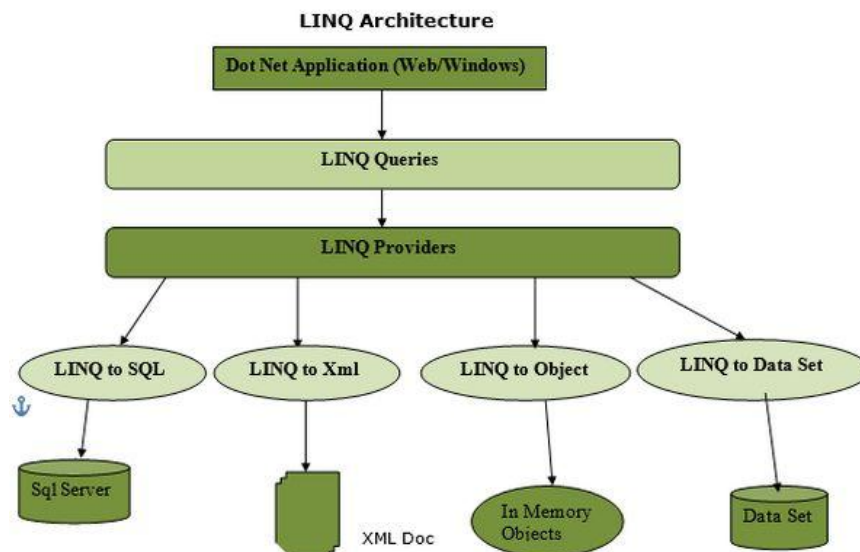 LINQ Architecture
Dot Net Application (Web/Windows)
LINQ Queries
LINQ Providers
LINQ to SQL
LINQ to Xml
LINQ to Object
LINQ to Data Set
Sql Server
XML Doc
In Memory
Objects
Data Set